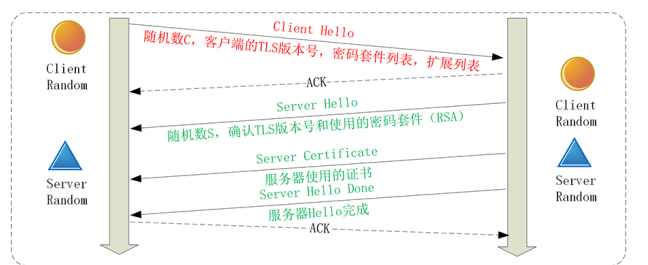 Client Hello
随机数C，客户端的TLS版本号，密码套件列表，扩展列表
Client
Random
ACK
Client
Random
Server Hello
随机数S，确认TLS版本号和使用的密码套件（RSA）
Server Certificate
服务器使用的证书
Server
Random
Server
Random
Server Hello Done
服务器Hello完成
ACK